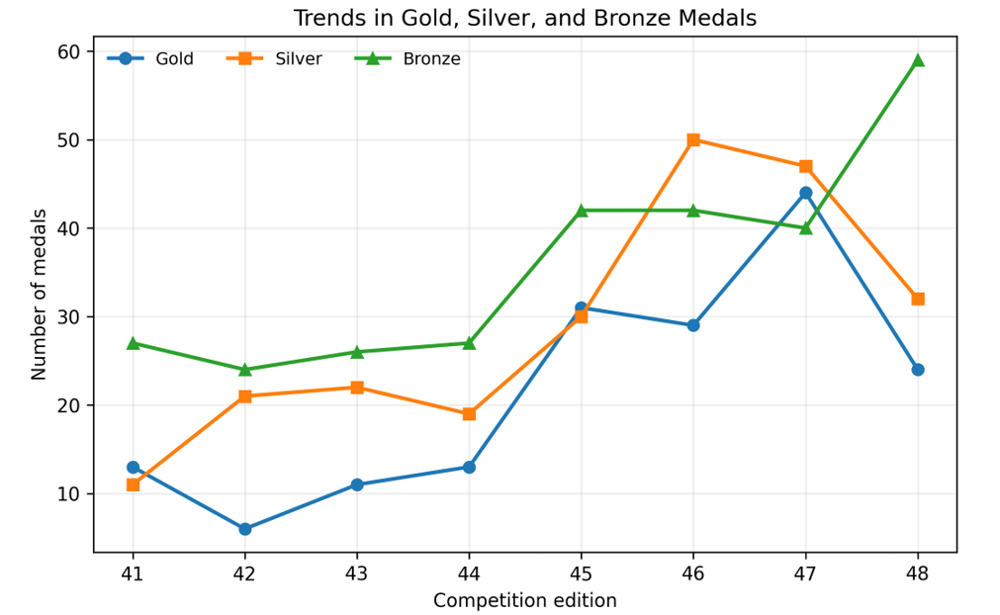 Trends in Gold, Silver, and Bronze Medals
Gold Silver Bronze
60
50
40
30
20
10
Number of medals
41 42 43 44 45 46 47 48
Competition edition